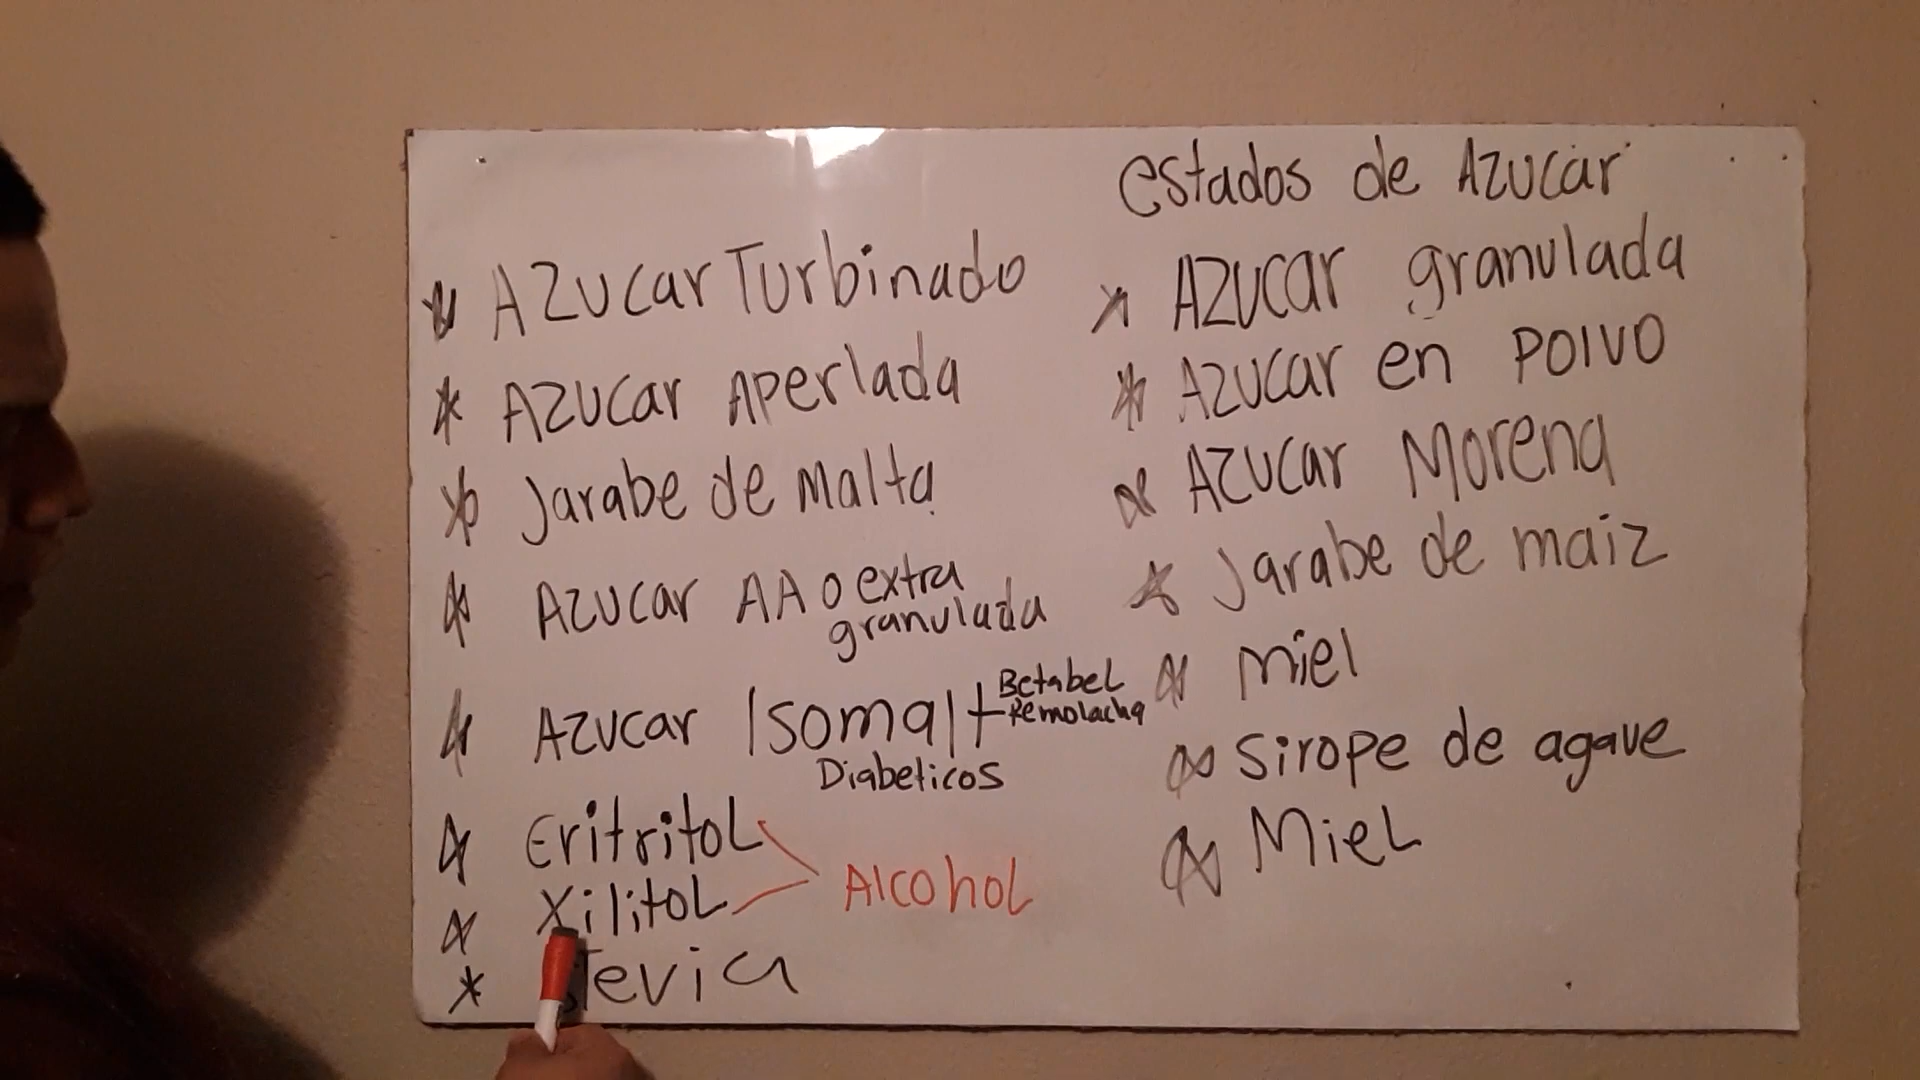 estados de AZUCar
* AZUCar Turbinado
* AZUCar APerlada
* Jarabe de Malta
* AZUCar AA o extra
granulada
* AZUCar Isomalt Betabel
Remolacha
Diabeticos
* EritritoL
* XilitoL
AlcohoL
* STevia
* AZUCar granulada
* AZUCar en POlVO
* AZUCar Morena
* Jarabe de maiz
* miel
* Sirope de agave
* MieL